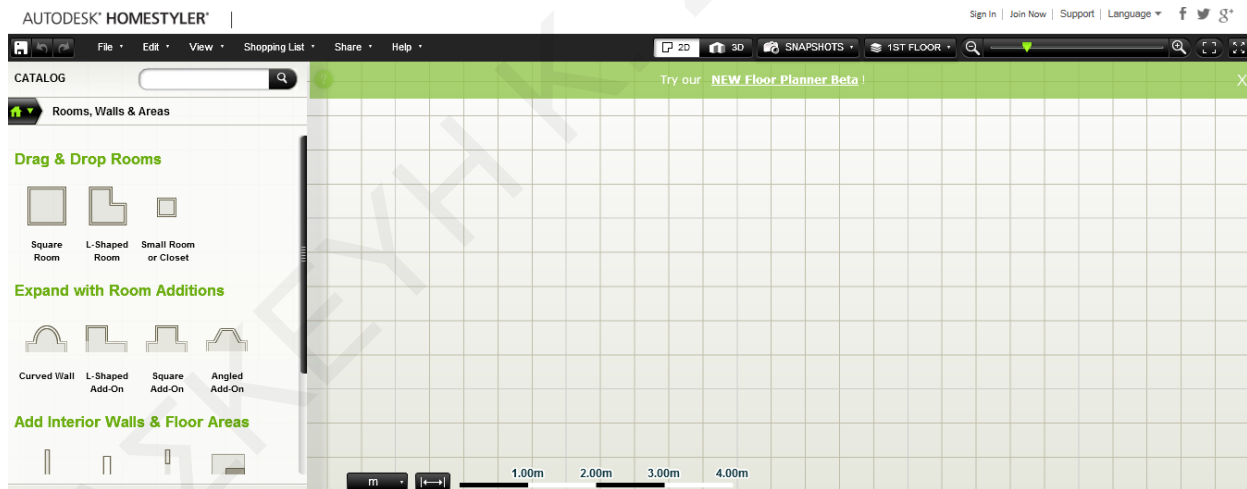 AUTODESK® HOMESTYLER®
Sign In | Join Now | Support | Language
File Edit View Shopping List Share Help
2D 3D SNAPSHOTS 1ST FLOOR
CATALOG
Try our NEW Floor Planner Beta ! X
Rooms, Walls & Areas
Drag & Drop Rooms
Square Room
L-Shaped Room
Small Room or Closet
Expand with Room Additions
Curved Wall
L-Shaped Add-On
Square Add-On
Angled Add-On
Add Interior Walls & Floor Areas
m 1.00m 2.00m 3.00m 4.00m